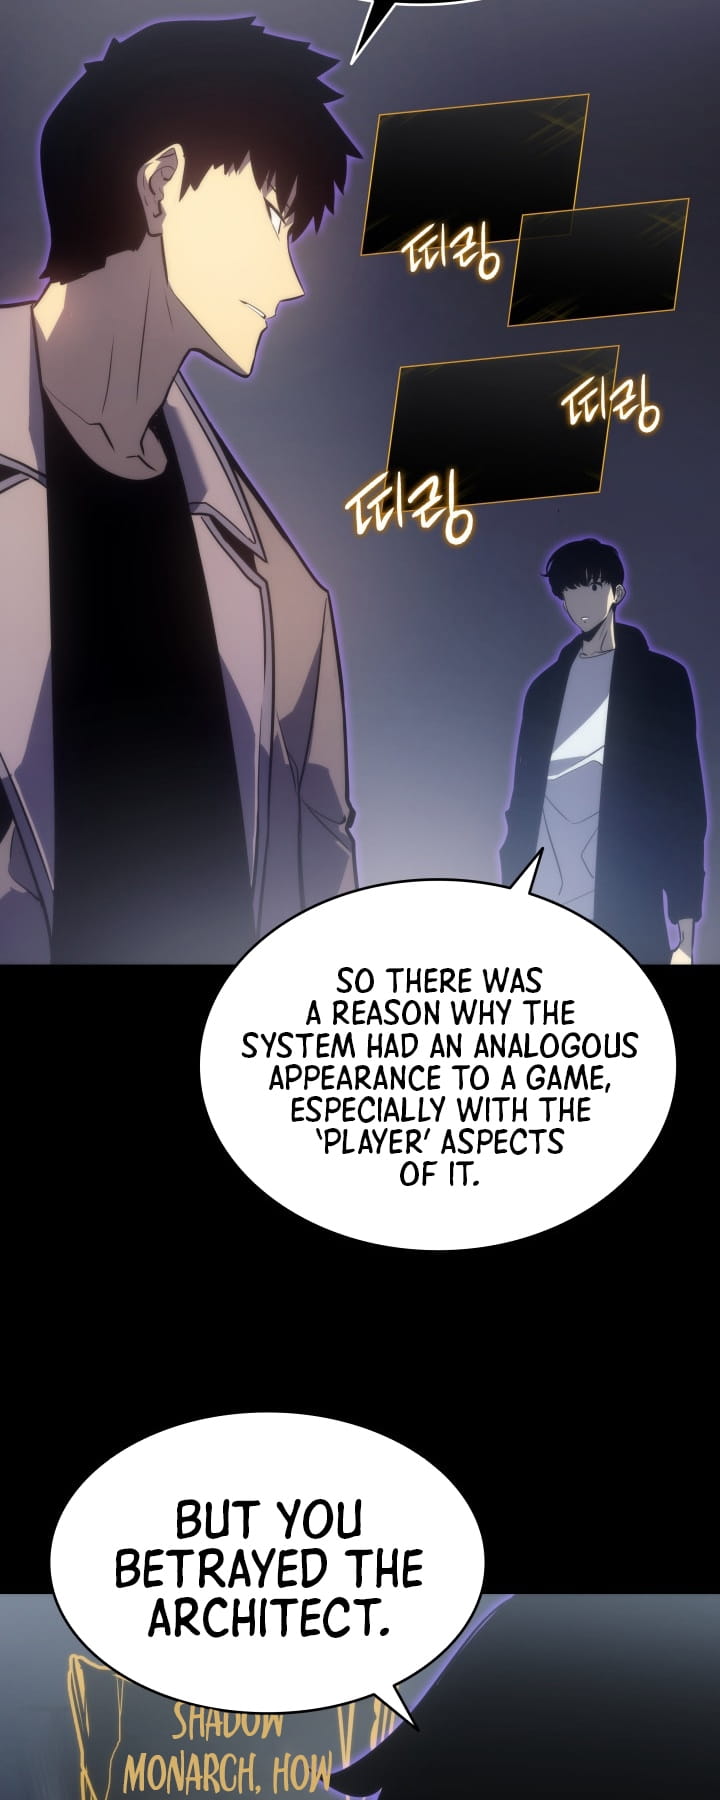 띠링
띠링
띠링
SO THERE WAS
A REASON WHY THE
SYSTEM HAD AN ANALOGOUS
APPEARANCE TO A GAME,
ESPECIALLY WITH THE
'PLAYER' ASPECTS
OF IT.
BUT YOU
BETRAYED THE
ARCHITECT.
SHADOW
MONARCH, HOW